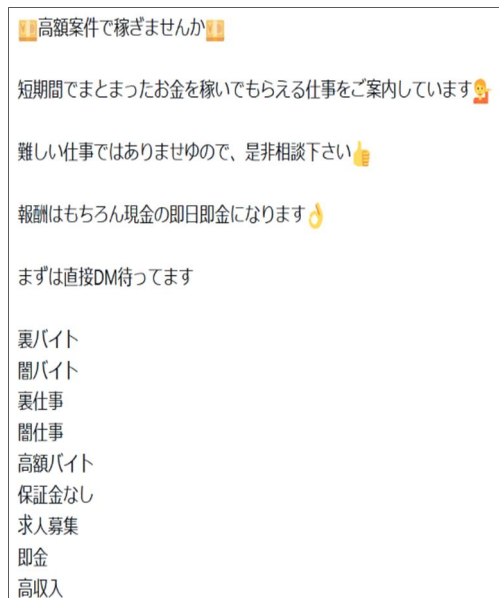 💴高額案件で稼ぎませんか💴
短期間でまとまったお金を稼いでもらえる仕事をご案内しています💁
難しい仕事ではありませゆので、是非相談下さい👍
報酬はもちろん現金の即日即金になります👌
まずは直接DM待ってます
裏バイト
闇バイト
裏仕事
闇仕事
高額バイト
保証金なし
求人募集
即金
高収入